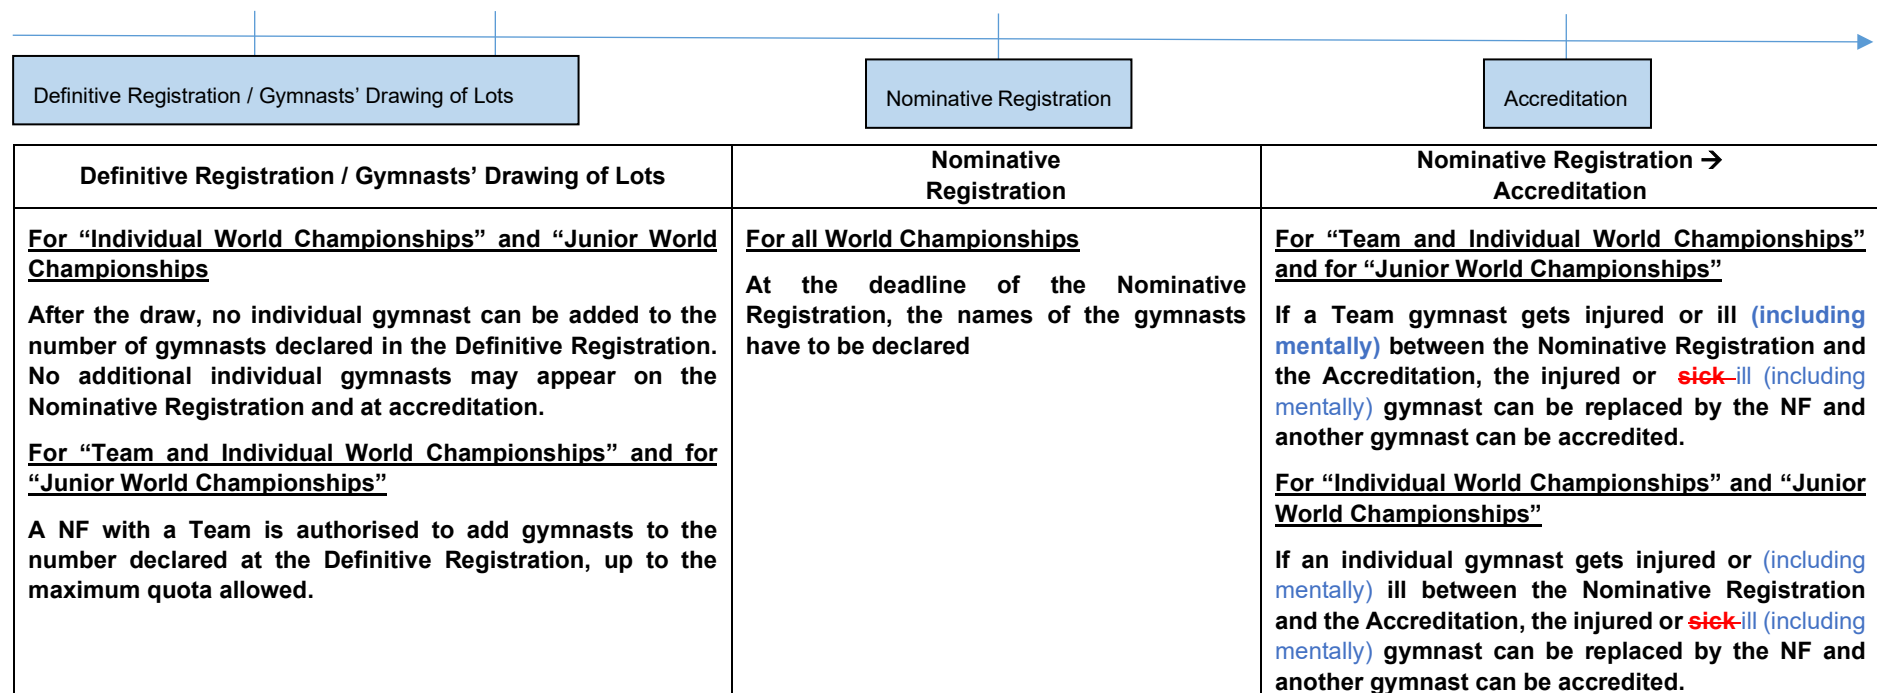 Definitive Registration / Gymnasts’ Drawing of Lots
Nominative Registration
Accreditation
Definitive Registration / Gymnasts’ Drawing of Lots
Nominative
Registration
Nominative Registration →
Accreditation
For “Individual World Championships” and “Junior World
Championships
After the draw, no individual gymnast can be added to the
number of gymnasts declared in the Definitive Registration.
No additional individual gymnasts may appear on the
Nominative Registration and at accreditation.
For “Team and Individual World Championships” and for
“Junior World Championships”
A NF with a Team is authorised to add gymnasts to the
number declared at the Definitive Registration, up to the
maximum quota allowed.
For all World Championships
At the deadline of the Nominative
Registration, the names of the gymnasts
have to be declared
For “Team and Individual World Championships”
and for “Junior World Championships”
If a Team gymnast gets injured or ill (including
mentally) between the Nominative Registration and
the Accreditation, the injured or sick ill (including
mentally) gymnast can be replaced by the NF and
another gymnast can be accredited.
For “Individual World Championships” and “Junior
World Championships”
If an individual gymnast gets injured or (including
mentally) ill between the Nominative Registration
and the Accreditation, the injured or sick ill (including
mentally) gymnast can be replaced by the NF and
another gymnast can be accredited.